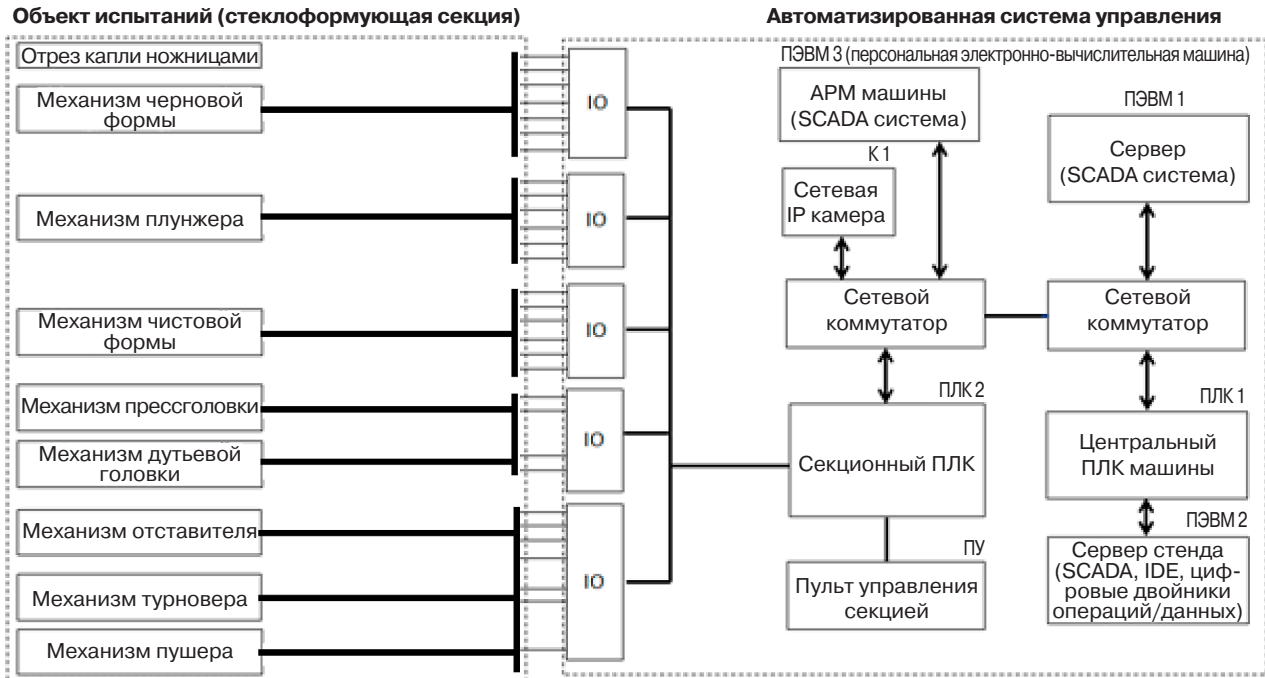 Объект испытаний (стеклоформующая секция)
Автоматизированная система управления
Отрез капли ножницами
Механизм черновой
формы
Механизм плунжера
Механизм чистовой
формы
Механизм прессголовки
Механизм дутьевой
головки
Механизм отставителя
Механизм турновера
Механизм пушера
IO
IO
IO
IO
IO
ПЭВМ 3 (персональная электронно-вычислительная машина)
АРМ машины
(SCADA система)
К 1
Сетевая
IP камера
ПЭВМ 1
Сервер
(SCADA система)
Сетевой
коммутатор
Сетевой
коммутатор
ПЛК 2
Секционный ПЛК
ПЛК 1
Центральный
ПЛК машины
ПУ
Пульт управления
секцией
ПЭВМ 2
Сервер стенда
(SCADA, IDE, циф-
ровые двойники
операций/данных)